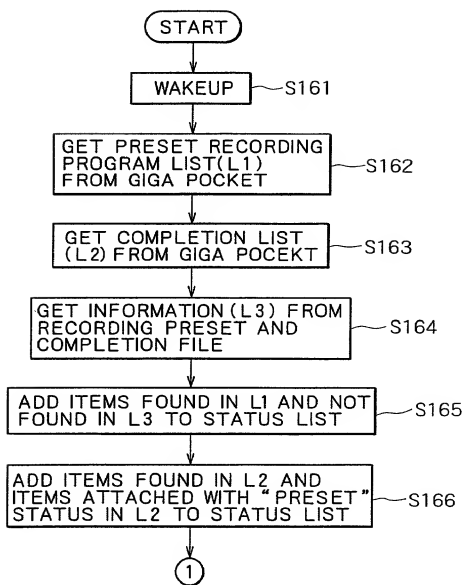 START
WAKEUP
S161
GET PRESET RECORDING
PROGRAM LIST(L1)
FROM GIGA POCKET
S162
GET COMPLETION LIST
(L2) FROM GIGA POCEKT
S163
GET INFORMATION (L3) FROM
RECORDING PRESET AND
COMPLETION FILE
S164
ADD ITEMS FOUND IN L1 AND NOT
FOUND IN L3 TO STATUS LIST
S165
ADD ITEMS FOUND IN L2 AND
ITEMS ATTACHED WITH "PRESET"
STATUS IN L2 TO STATUS LIST
S166
1